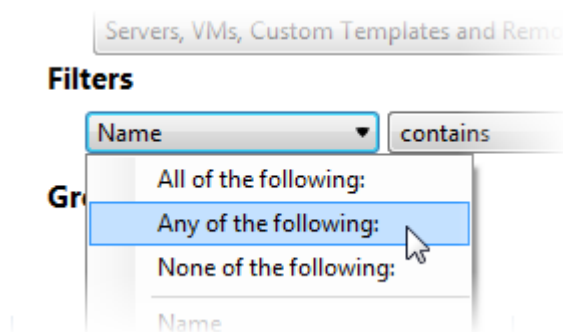 Servers, VMs, Custom Templates and Remo
Filters
Name contains
All of the following:
Gr
Any of the following:
None of the following:
Name